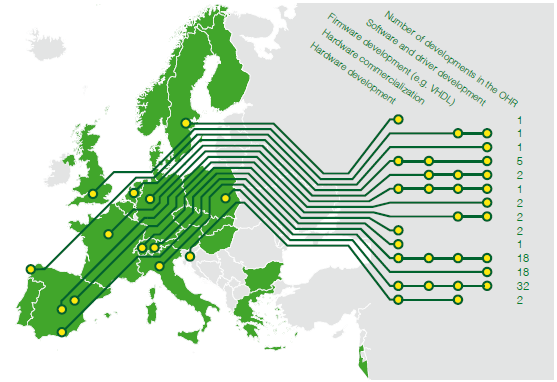 Number of developments in the OHR
Software and driver development
Firmware development (e.g. VHDL)
Hardware commercialization
Hardware development
1
1
1
5
2
1
2
2
2
1
18
18
32
2